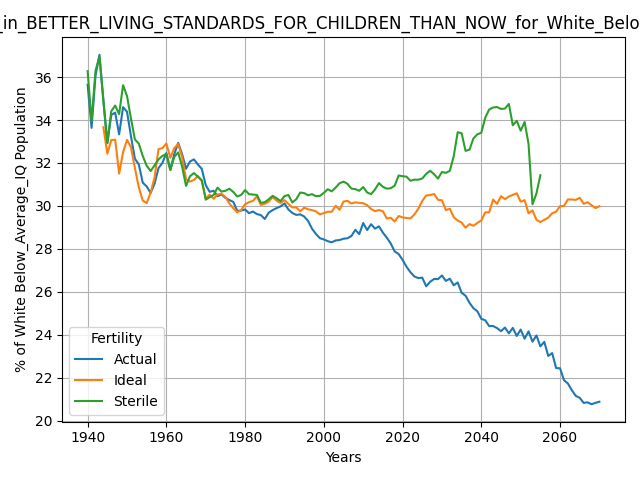 _in_BETTER_LIVING_STANDARDS_FOR_CHILDREN_THAN_NOW_for_White_Belo
% of White Below_Average_IQ Population
36
34
32
30
28
26
24
22
20
Fertility
Actual
Ideal
Sterile
1940 1960 1980 2000 2020 2040 2060
Years